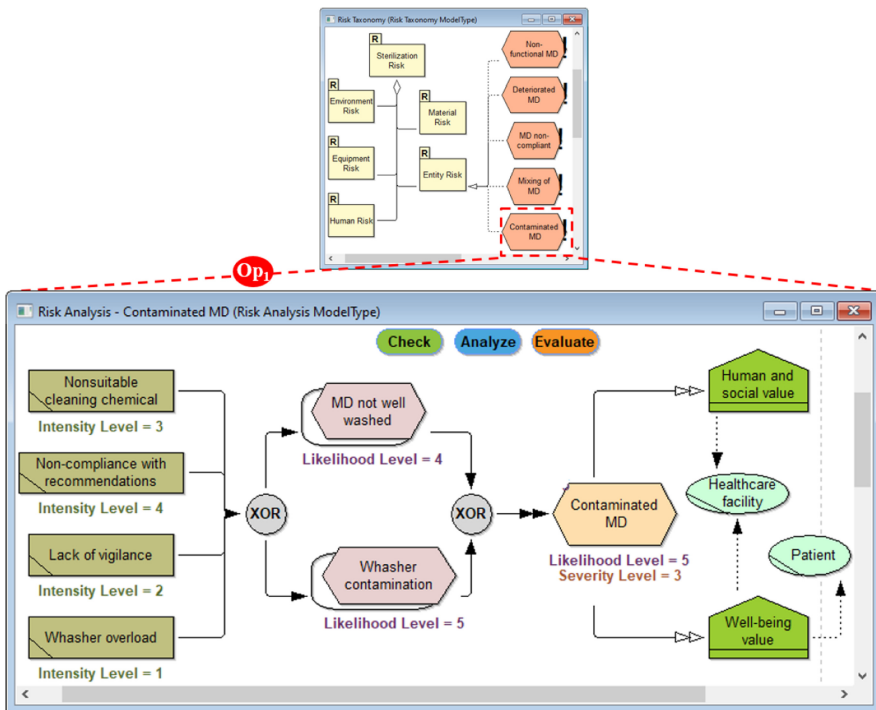 Risk Taxonomy (Risk Taxonomy ModelType)
R
Sterilization
Risk
R
Environment
Risk
R
Material
Risk
R
Equipment
Risk
R
Entity Risk
R
Human Risk
Non-
functional MD
!
Deteriorated
MD
!
MD non-
compliant
!
Mixing of
MD
!
Contaminated
MD
!
Op1
Risk Analysis - Contaminated MD (Risk Analysis ModelType)
Check
Analyze
Evaluate
Nonsuitable
cleaning chemical
Intensity Level = 3
Non-compliance with
recommendations
Intensity Level = 4
Lack of vigilance
Intensity Level = 2
Whasher overload
Intensity Level = 1
XOR
MD not well
washed
Likelihood Level = 4
Whasher
contamination
Likelihood Level = 5
XOR
Contaminated
MD
Likelihood Level = 5
Severity Level = 3
Human and
social value
Healthcare
facility
Patient
Well-being
value